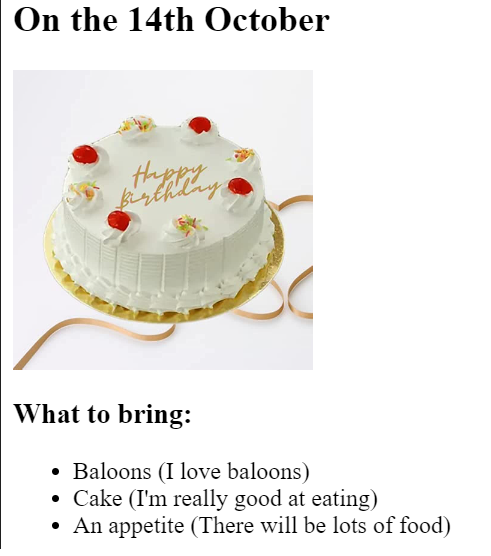 On the 14th October
Happy
Birthday
What to bring:
Baloons (I love baloons)
Cake (I'm really good at eating)
An appetite (There will be lots of food)